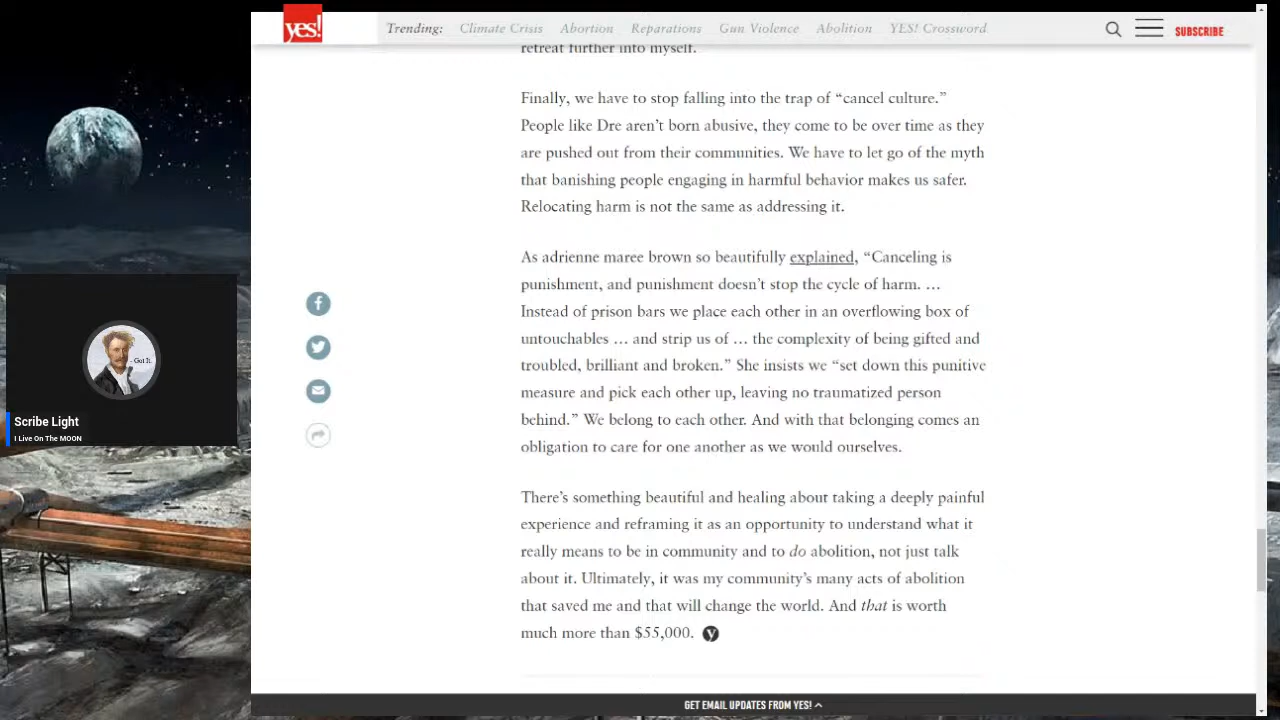 yes!
Trending: Climate Crisis Abortion Reparations Gun Violence Abolition YES! Crossword
SUBSCRIBE
retreat further into myself.
Finally, we have to stop falling into the trap of “cancel culture.”
People like Dre aren’t born abusive, they come to be over time as they
are pushed out from their communities. We have to let go of the myth
that banishing people engaging in harmful behavior makes us safer.
Relocating harm is not the same as addressing it.
As adrienne maree brown so beautifully explained, “Canceling is
punishment, and punishment doesn’t stop the cycle of harm. …
Instead of prison bars we place each other in an overflowing box of
untouchables … and strip us of … the complexity of being gifted and
troubled, brilliant and broken.” She insists we “set down this punitive
measure and pick each other up, leaving no traumatized person
behind.” We belong to each other. And with that belonging comes an
obligation to care for one another as we would ourselves.
There’s something beautiful and healing about taking a deeply painful
experience and reframing it as an opportunity to understand what it
really means to be in community and to do abolition, not just talk
about it. Ultimately, it was my community’s many acts of abolition
that saved me and that will change the world. And that is worth
much more than $55,000.
- Got It.
Scribe Light
I Live On The MOON
GET EMAIL UPDATES FROM YES!